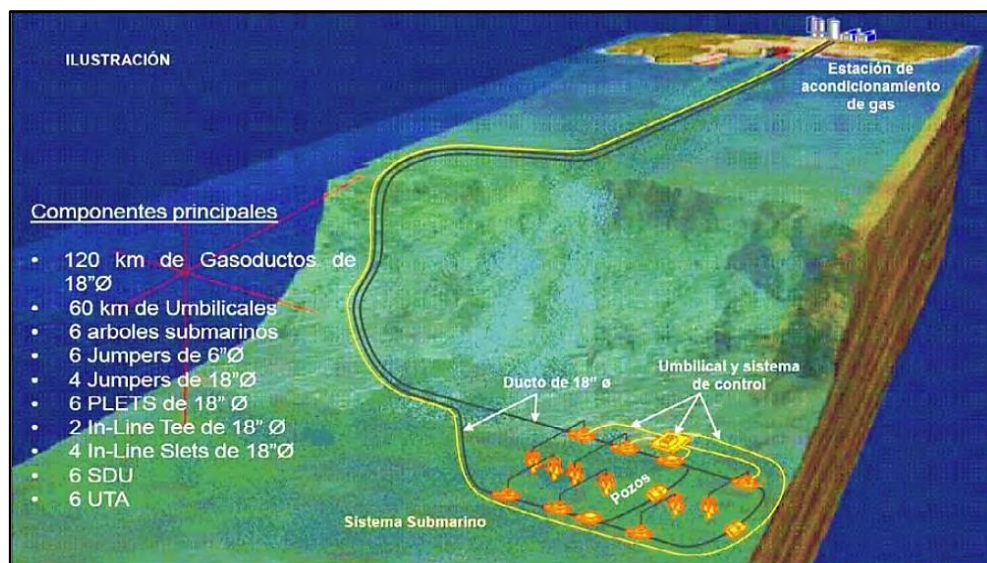 ILUSTRACIÓN
Estación de
acondicionamiento
de gas
Componentes principales
• 120 km de Gasoductos de
18"Ø
• 60 km de Umbilicales
• 6 arboles submarinos
• 6 Jumpers de 6"Ø
• 4 Jumpers de 18"Ø
• 6 PLETS de 18" Ø
• 2 In-Line Tee de 18" Ø
• 4 In-Line Slets de 18"Ø
• 6 SDU
• 6 UTA
Ducto de 18" ø
Umbilical y sistema
de control
Pozos
Sistema Submarino